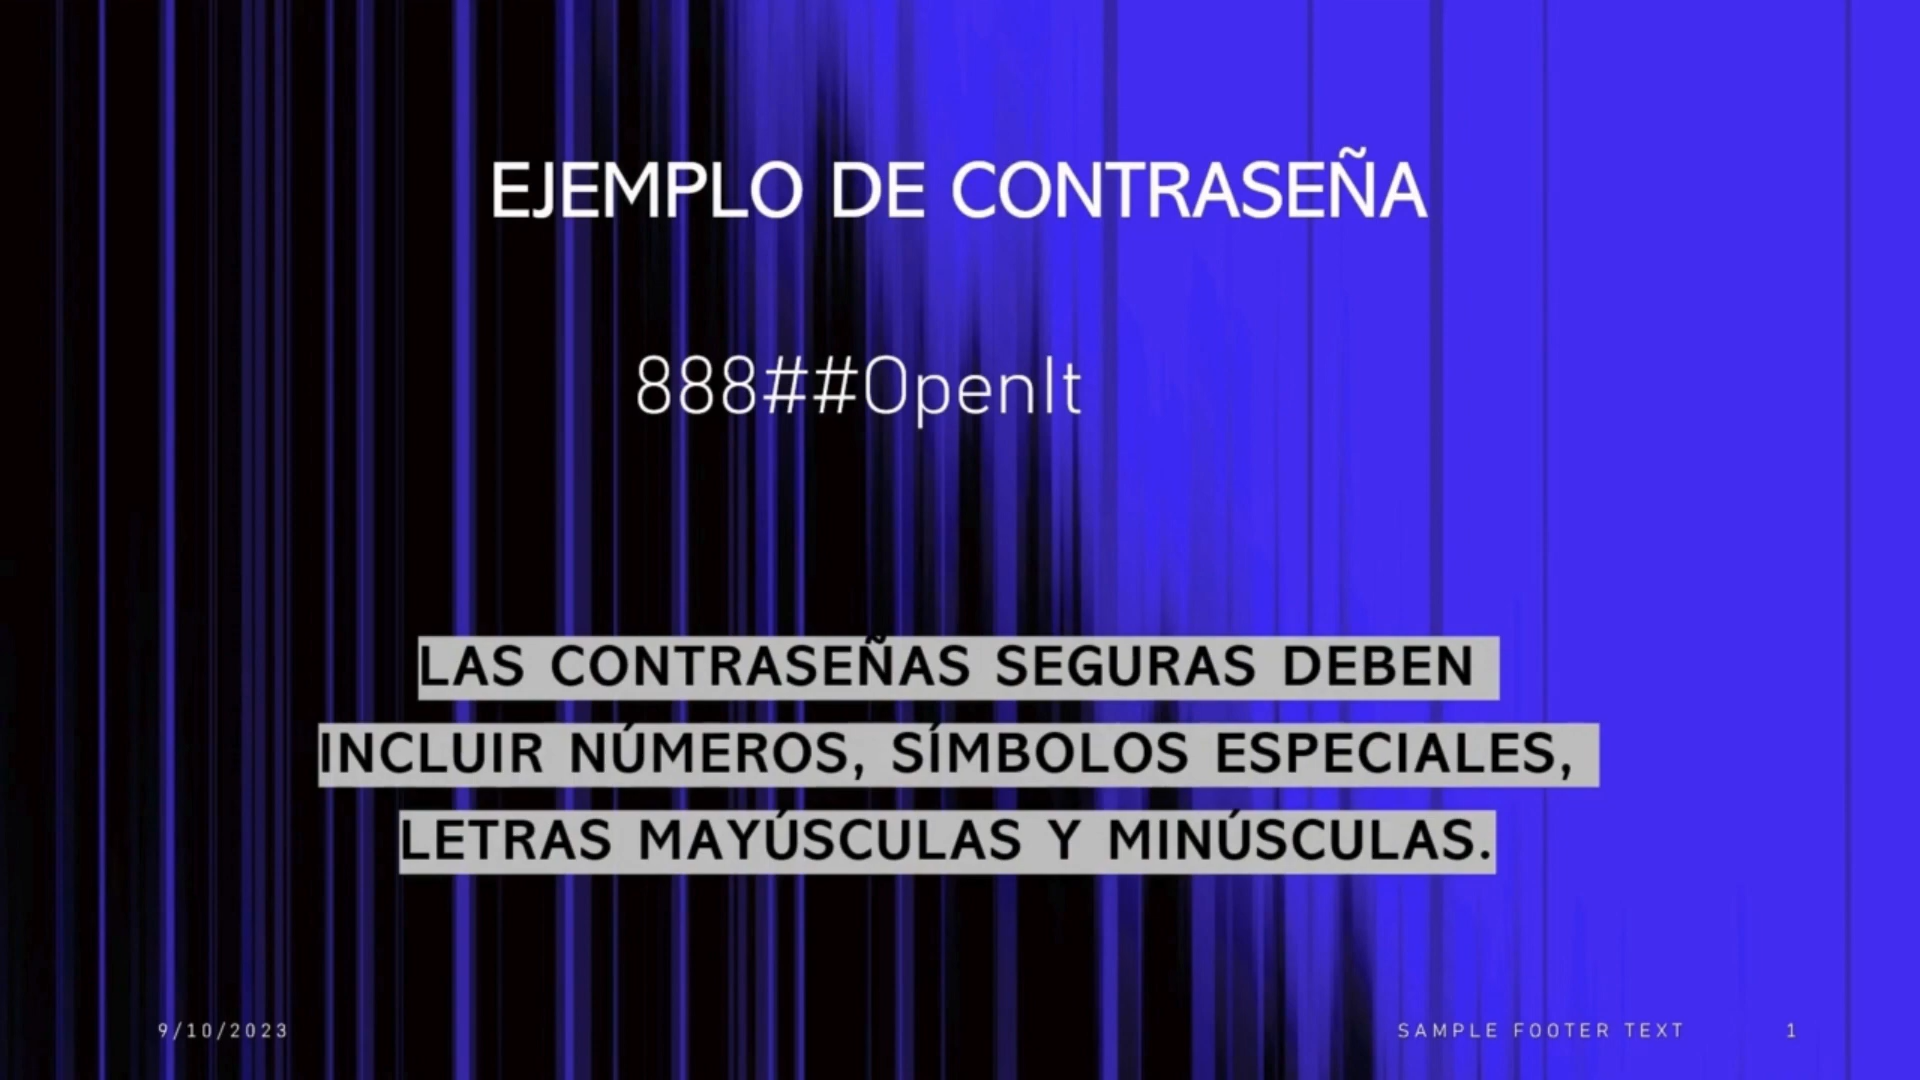 EJEMPLO DE CONTRASEÑA
888##OpenIt
LAS CONTRASEÑAS SEGURAS DEBEN
INCLUIR NÚMEROS, SÍMBOLOS ESPECIALES,
LETRAS MAYÚSCULAS Y MINÚSCULAS.
9/10/2023
SAMPLE FOOTER TEXT
1